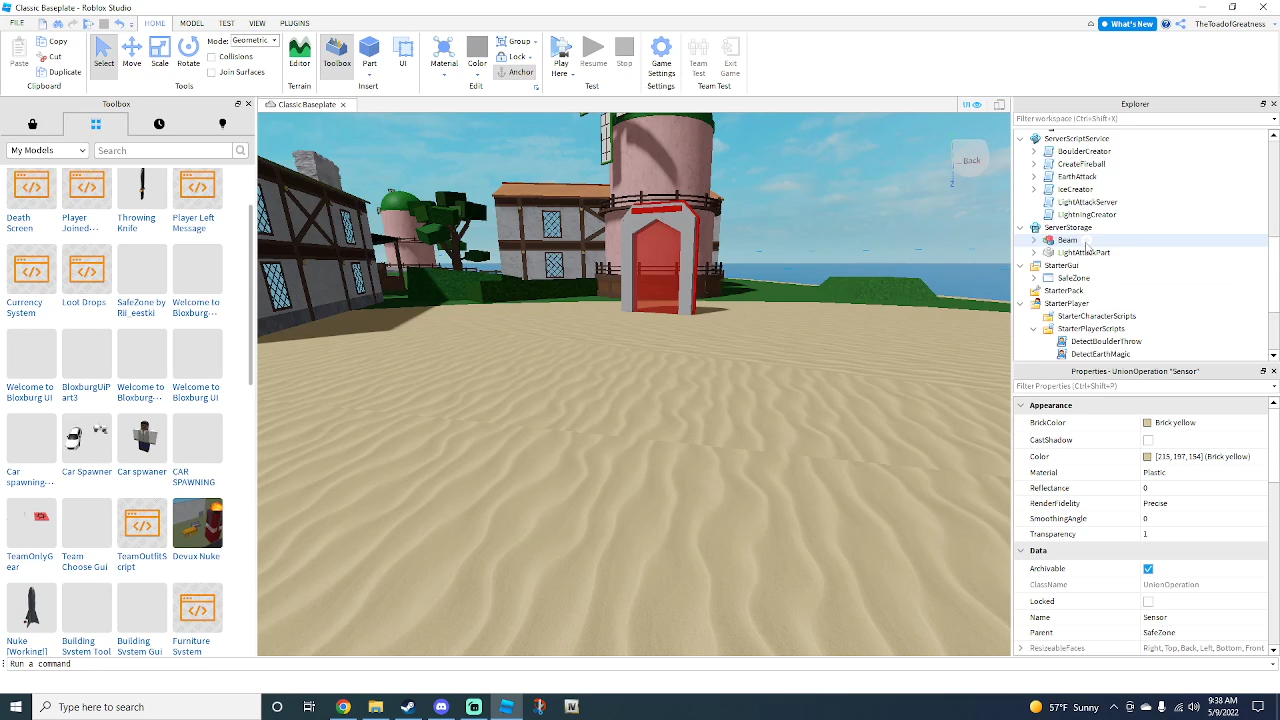 Classic Baseplate - Roblox Studio
FILE HOME MODEL TEST VIEW PLUGINS What's New TheToadofGreatness
Paste Copy Cut Duplicate Clipboard
Select Move Scale Rotate Mode: Geometric Collisions Join Surfaces Tools
Editor Terrain
Toolbox Part UI Insert
Material Color Group Lock Anchor Edit
Play Here Resume Stop Test
Game Settings Settings
Team Test Exit Game Team Test
Toolbox
My Models Search
Death Screen
Player Joined...
Throwing Knife
Player Left Message
Currency System
Loot Drops
SafeZone by Rii_eestki
Welcome to Bloxburg...
Welcome to Bloxburg UI
BloxburgUiPart3
Welcome to Bloxburg...
Welcome to Bloxburg UI
Car spawning...
Car Spawner
Car spwaner
CAR SPAWNING
TeamOnlyGear
Team Choose Gui
TeamOutfitScript
Devux Nuke
Nuke [Working!]
Building System Tool
Building System Gui
Furniture System
Classic Baseplate
UI
Back
Explorer
Filter workspace (Ctrl+Shift+X)
ServerScriptService
BoulderCreator
CreateFireball
EarthAttack
IceCreator
LightAttackServer
LightningCreator
ServerStorage
Beam
LightAttackPart
StarterGui
SafeZone
StarterPack
StarterPlayer
StarterCharacterScripts
StarterPlayerScripts
DetectBoulderThrow
DetectEarthMagic
Properties - UnionOperation "Sensor"
Filter Properties (Ctrl+Shift+P)
Appearance
BrickColor Brick yellow
CastShadow
Color [215, 197, 154] (Brick yellow)
Material Plastic
Reflectance 0
RenderFidelity Precise
SmoothingAngle 0
Transparency 1
Data
Archivable
ClassName UnionOperation
Locked
Name Sensor
Parent SafeZone
ResizeableFaces Right, Top, Back, Left, Bottom, Front
Run a command
Type here to search
57°F Sunny
9:38 AM
5/9/2022